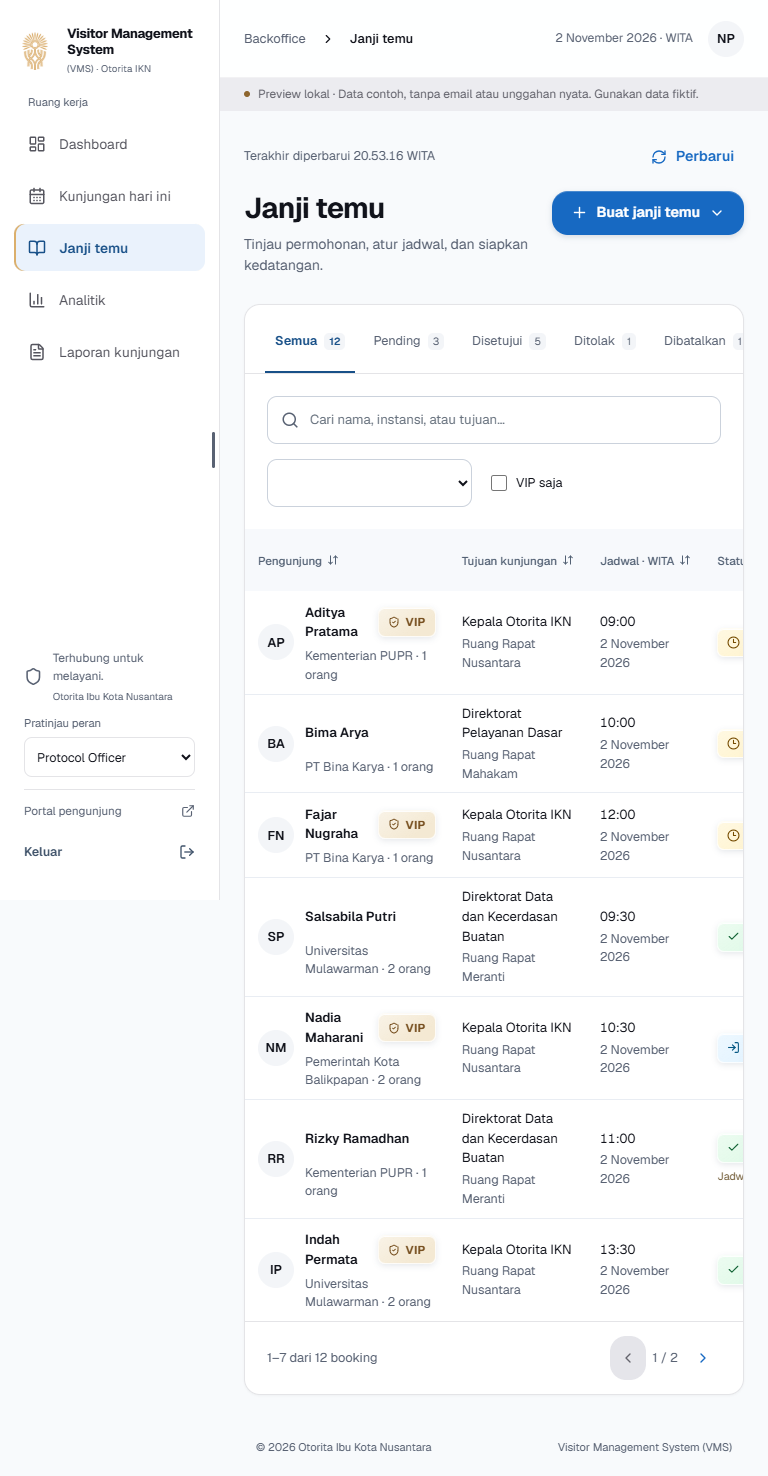 Visitor Management
System
(VMS) · Otorita IKN
Ruang kerja
Dashboard
Kunjungan hari ini
Janji temu
Analitik
Laporan kunjungan
Terhubung untuk
melayani.
Otorita Ibu Kota Nusantara
Pratinjau peran
Protocol Officer
Portal pengunjung
Keluar
Backoffice > Janji temu
2 November 2026 · WITA
NP
Preview lokal · Data contoh, tanpa email atau unggahan nyata. Gunakan data fiktif.
Terakhir diperbarui 20.53.16 WITA
Perbarui
Janji temu
Buat janji temu
Tinjau permohonan, atur jadwal, dan siapkan
kedatangan.
Semua 12 Pending 3 Disetujui 5 Ditolak 1 Dibatalkan 1
Cari nama, instansi, atau tujuan...
VIP saja
Pengunjung Tujuan kunjungan Jadwal · WITA Statu
AP
Aditya
Pratama
VIP
Kementerian PUPR · 1
orang
Kepala Otorita IKN
Ruang Rapat
Nusantara
09:00
2 November
2026
BA
Bima Arya
PT Bina Karya · 1 orang
Direktorat
Pelayanan Dasar
Ruang Rapat
Mahakam
10:00
2 November
2026
FN
Fajar
Nugraha
VIP
PT Bina Karya · 1 orang
Kepala Otorita IKN
Ruang Rapat
Nusantara
12:00
2 November
2026
SP
Salsabila Putri
Universitas
Mulawarman · 2 orang
Direktorat Data
dan Kecerdasan
Buatan
Ruang Rapat
Meranti
09:30
2 November
2026
NM
Nadia
Maharani
VIP
Pemerintah Kota
Balikpapan · 2 orang
Kepala Otorita IKN
Ruang Rapat
Nusantara
10:30
2 November
2026
RR
Rizky Ramadhan
Kementerian PUPR · 1
orang
Direktorat Data
dan Kecerdasan
Buatan
Ruang Rapat
Meranti
11:00
2 November
2026
Jadw
IP
Indah
Permata
VIP
Universitas
Mulawarman · 2 orang
Kepala Otorita IKN
Ruang Rapat
Nusantara
13:30
2 November
2026
1–7 dari 12 booking
1 / 2
© 2026 Otorita Ibu Kota Nusantara
Visitor Management System (VMS)